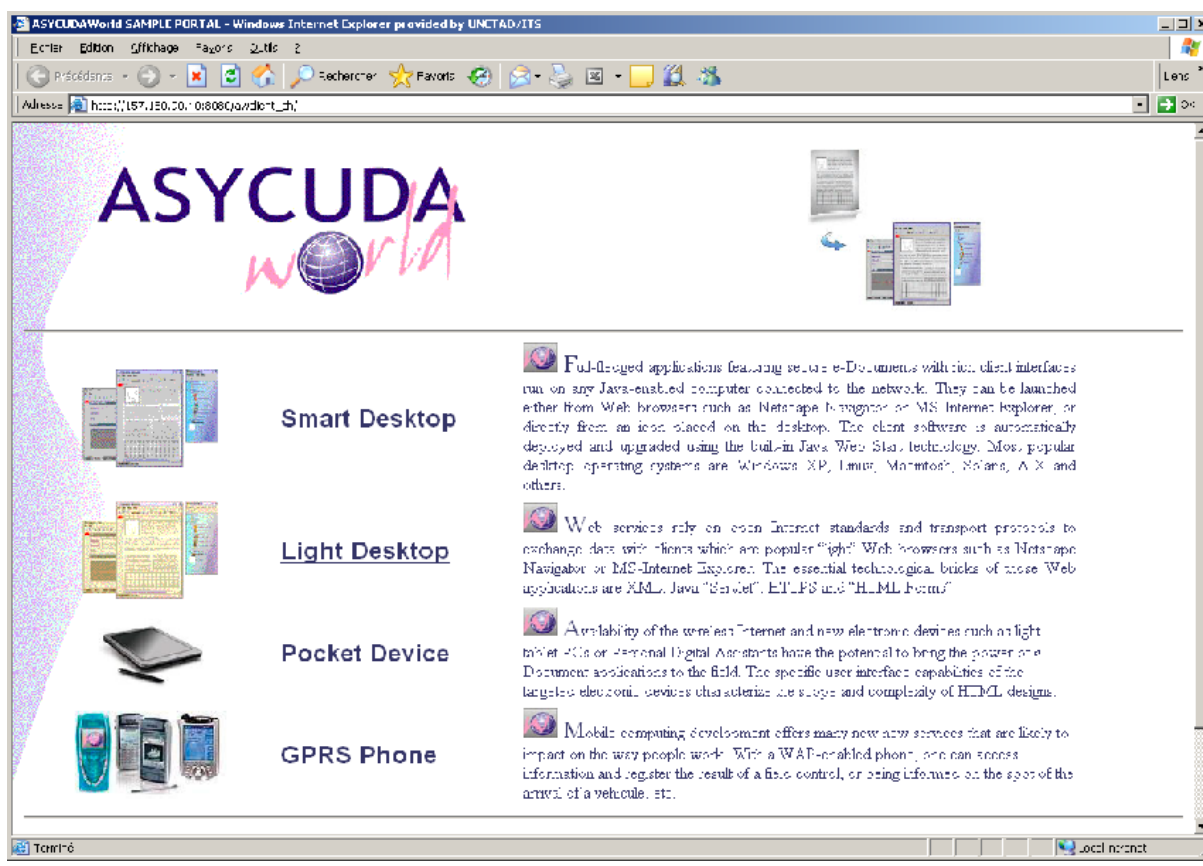 ASYCUDAWorld SAMPLE PORTAL - Windows Internet Explorer provided by UNCTAD/ITS
Fichier Edition Affichage Favoris Outils ?
Précédente Rechercher Favoris Liens
Adresse OK
ASYCUDA
world
Smart Desktop
Full-fledged applications featuring secure e-Documents with rich client interfaces
run on any Java-enabled computer connected to the network. They can be launched
either from Web browsers such as Netscape Navigator or MS Internet Explorer, or
directly from an icon placed on the desktop. The client software is automatically
deployed and upgraded using the built-in Java Web Start technology. Most popular
desktop operating systems are Windows XP, Linux, Macintosh, Solaris, AIX and
others.
Light Desktop
Web services rely on open Internet standards and transport protocols to
exchange data with clients which are popular "light" Web browsers such as Netscape
Navigator or MS-Internet Explorer. The essential technological bricks of those Web
applications are XML, Java "Servlet", HTTPS and "HTML Forms"
Pocket Device
Availability of the wireless Internet and new electronic devices such as light
tablet PCs or Personal Digital Assistants have the potential to bring the power of e-
Document applications to the field. The specific user interface capabilities of the
targeted electronic devices characterize the scope and complexity of HTML designs.
GPRS Phone
Mobile computing development offers many new new services that are likely to
impact on the way people work. With a WAP-enabled phone, one can access
information and register the result of a field control, or being informed on the spot of the
arrival of a vehicule, etc.
Terminé Local intranet